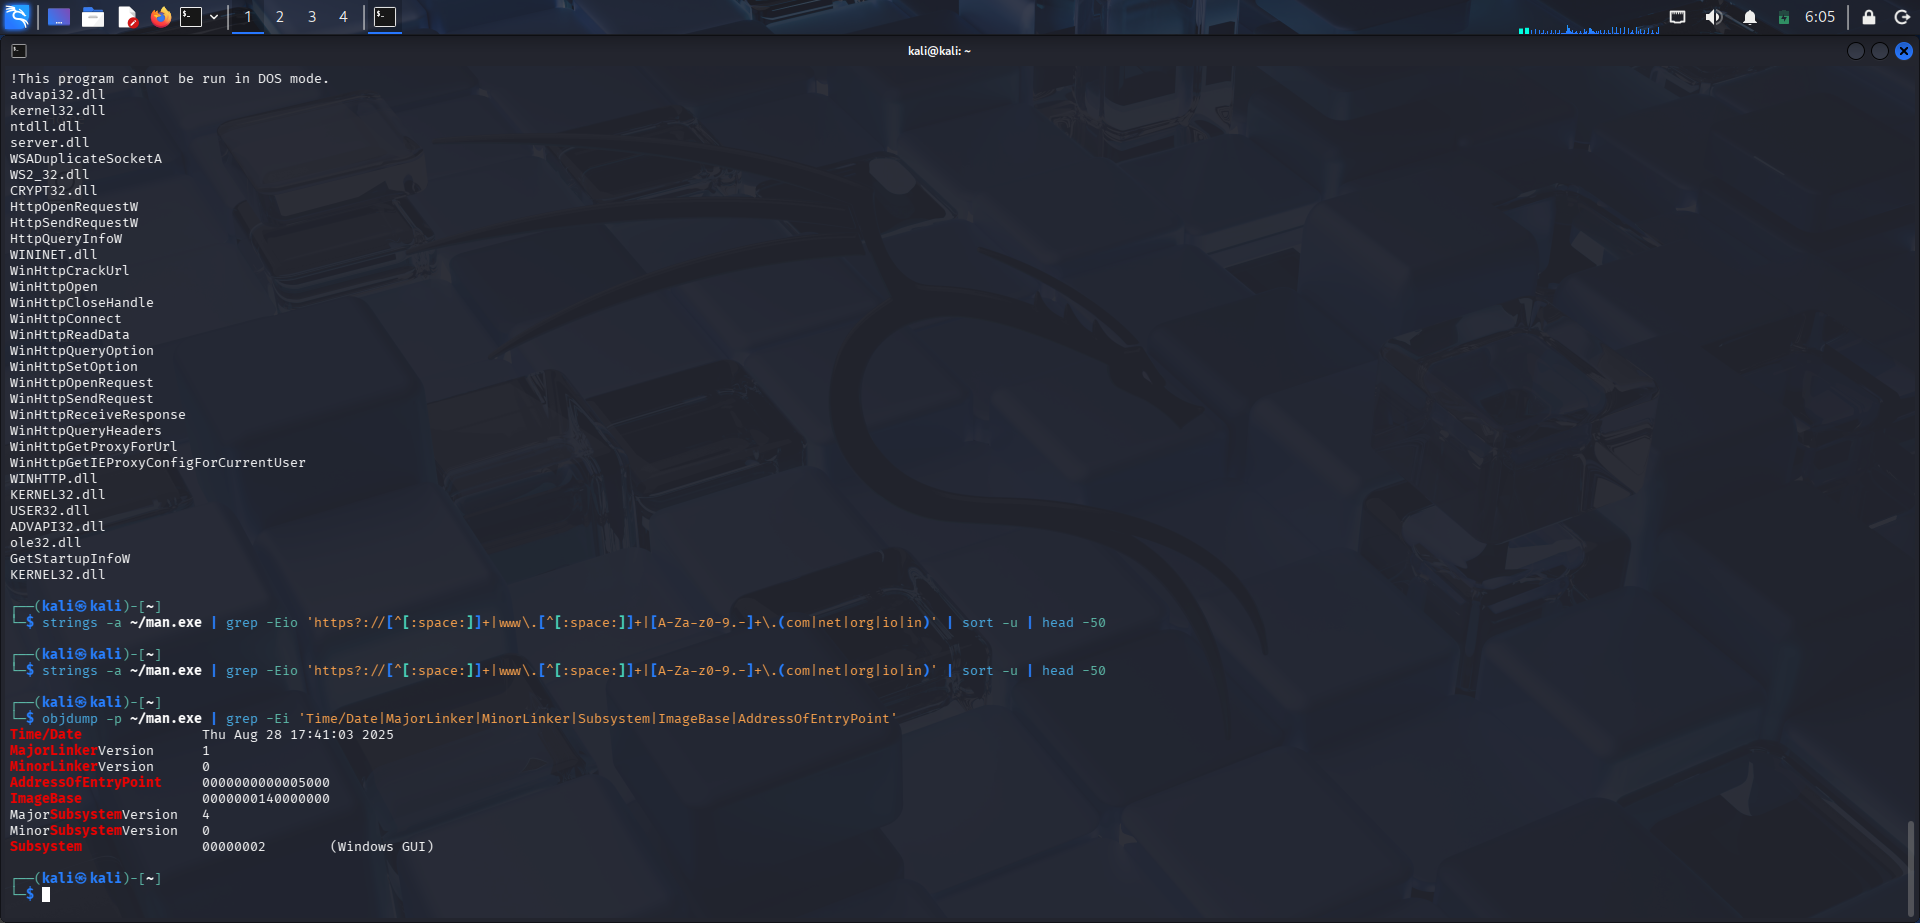 1 2 3 4 6:05
kali@kali: ~
!This program cannot be run in DOS mode.
advapi32.dll
kernel32.dll
ntdll.dll
server.dll
WSADuplicateSocketA
WS2_32.dll
CRYPT32.dll
HttpOpenRequestW
HttpSendRequestW
HttpQueryInfoW
WININET.dll
WinHttpCrackUrl
WinHttpOpen
WinHttpCloseHandle
WinHttpConnect
WinHttpReadData
WinHttpQueryOption
WinHttpSetOption
WinHttpOpenRequest
WinHttpSendRequest
WinHttpReceiveResponse
WinHttpQueryHeaders
WinHttpGetProxyForUrl
WinHttpGetIEProxyConfigForCurrentUser
WINHTTP.dll
KERNEL32.dll
USER32.dll
ADVAPI32.dll
ole32.dll
GetStartupInfoW
KERNEL32.dll
┌──(kali㉿kali)-[~]
└─$ strings -a ~/man.exe | grep -Eio 'https?://[^[:space:]]+|www\.[^[:space:]]+|[A-Za-z0-9.-]+\.(com|net|org|io|in)' | sort -u | head -50
┌──(kali㉿kali)-[~]
└─$ strings -a ~/man.exe | grep -Eio 'https?://[^[:space:]]+|www\.[^[:space:]]+|[A-Za-z0-9.-]+\.(com|net|org|io|in)' | sort -u | head -50
┌──(kali㉿kali)-[~]
└─$ objdump -p ~/man.exe | grep -Ei 'Time/Date|MajorLinker|MinorLinker|Subsystem|ImageBase|AddressOfEntryPoint'
Time/Date Thu Aug 28 17:41:03 2025
MajorLinkerVersion 1
MinorLinkerVersion 0
AddressOfEntryPoint 0000000000005000
ImageBase 0000000140000000
MajorSubsystemVersion 4
MinorSubsystemVersion 0
Subsystem 00000002 (Windows GUI)
┌──(kali㉿kali)-[~]
└─$